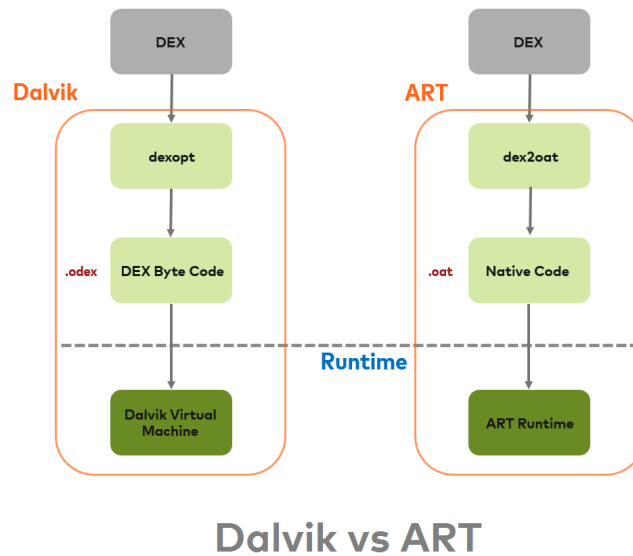 DEX
DEX
Dalvik
ART
dexopt
dex2oat
.odex
DEX Byte Code
.oat
Native Code
Runtime
Dalvik Virtual
Machine
ART Runtime
Dalvik vs ART